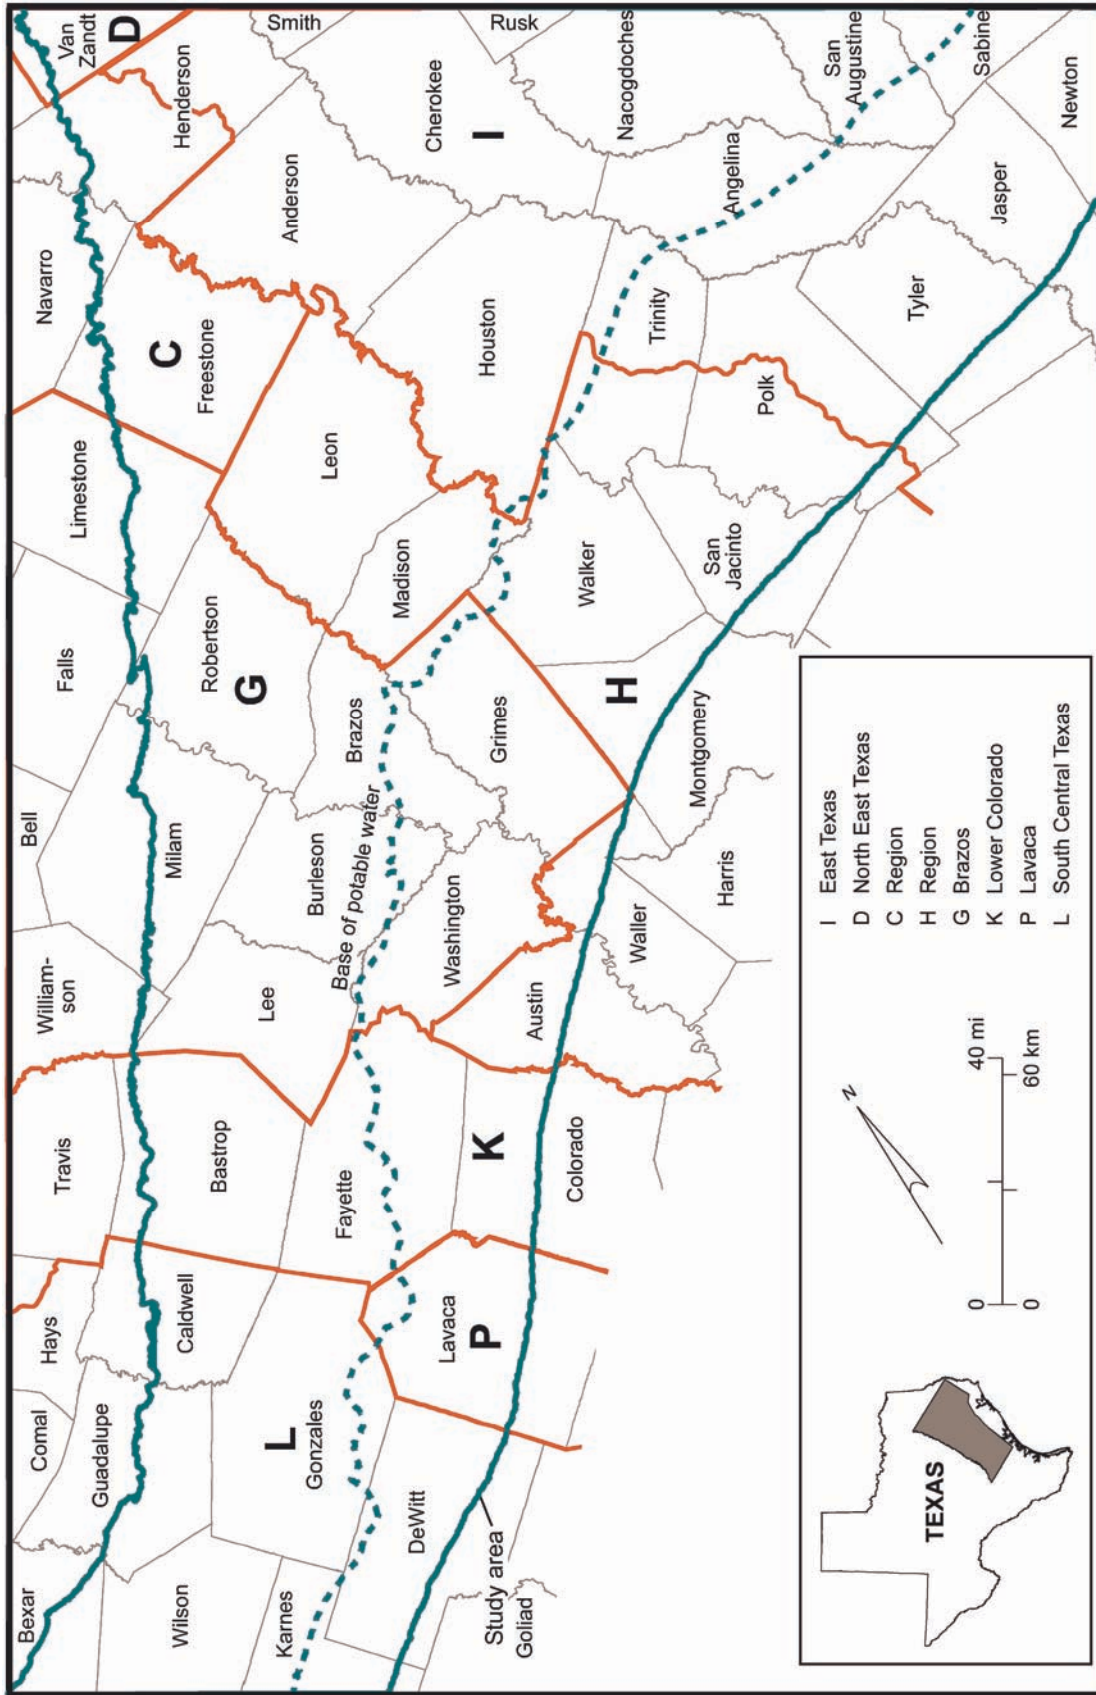 Bexar
Comal
Hays
Travis
William-
son
Bell
Falls
Limestone
Navarro
Van
Zandt
D
Guadalupe
Caldwell
Bastrop
Milam
Robertson
C
Freestone
Henderson
Smith
Wilson
L
Gonzales
Fayette
Lee
Burleson
G
Brazos
Leon
Anderson
Cherokee
Rusk
Karnes
Base of potable water
Madison
Houston
I
Nacogdoches
DeWitt
Lavaca
P
K
Washington
Grimes
Walker
Trinity
Angelina
San
Augustine
Study area
Goliad
Colorado
Austin
H
San
Jacinto
Polk
Tyler
Jasper
Sabine
Newton
Waller
Harris
Montgomery
TEXAS
N
0
40 mi
0
60 km
I East Texas
D North East Texas
C Region
H Region
G Brazos
K Lower Colorado
P Lavaca
L South Central Texas